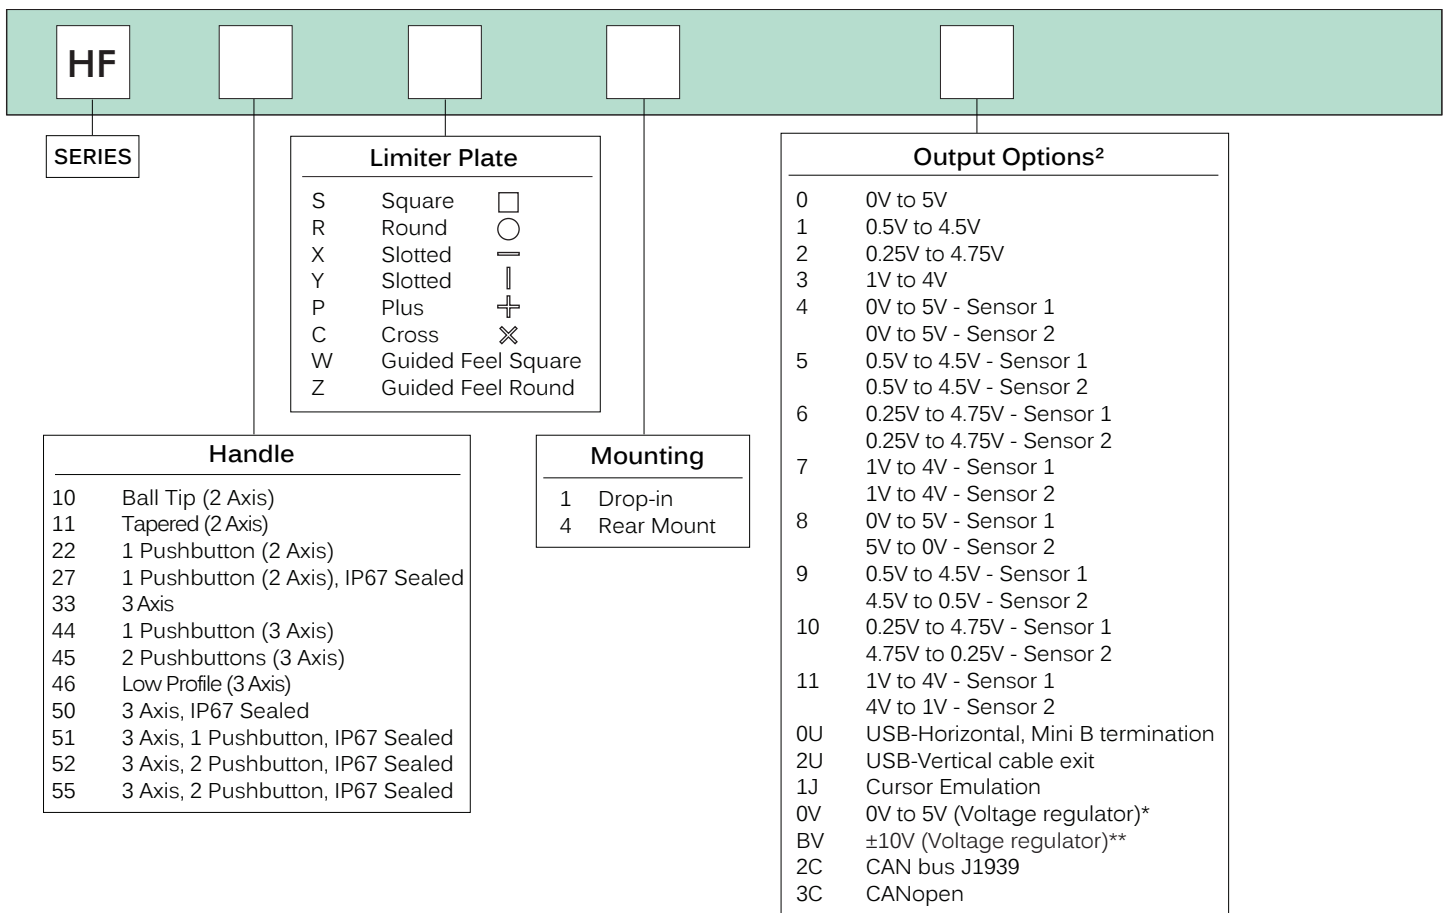 HF
SERIES
Limiter Plate
S Square
R Round
X Slotted
Y Slotted
P Plus
C Cross
W Guided Feel Square
Z Guided Feel Round
Handle
10 Ball Tip (2 Axis)
11 Tapered (2 Axis)
22 1 Pushbutton (2 Axis)
27 1 Pushbutton (2 Axis), IP67 Sealed
33 3 Axis
44 1 Pushbutton (3 Axis)
45 2 Pushbuttons (3 Axis)
46 Low Profile (3 Axis)
50 3 Axis, IP67 Sealed
51 3 Axis, 1 Pushbutton, IP67 Sealed
52 3 Axis, 2 Pushbutton, IP67 Sealed
55 3 Axis, 2 Pushbutton, IP67 Sealed
Mounting
1 Drop-in
4 Rear Mount
Output Options²
0 0V to 5V
1 0.5V to 4.5V
2 0.25V to 4.75V
3 1V to 4V
4 0V to 5V - Sensor 1
0V to 5V - Sensor 2
5 0.5V to 4.5V - Sensor 1
0.5V to 4.5V - Sensor 2
6 0.25V to 4.75V - Sensor 1
0.25V to 4.75V - Sensor 2
7 1V to 4V - Sensor 1
1V to 4V - Sensor 2
8 0V to 5V - Sensor 1
5V to 0V - Sensor 2
9 0.5V to 4.5V - Sensor 1
4.5V to 0.5V - Sensor 2
10 0.25V to 4.75V - Sensor 1
4.75V to 0.25V - Sensor 2
11 1V to 4V - Sensor 1
4V to 1V - Sensor 2
0U USB-Horizontal, Mini B termination
2U USB-Vertical cable exit
1J Cursor Emulation
0V 0V to 5V (Voltage regulator)*
BV ±10V (Voltage regulator)**
2C CAN bus J1939
3C CANopen